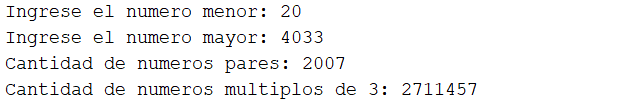 Ingrese el numero menor: 20
Ingrese el numero mayor: 4033
Cantidad de numeros pares: 2007
Cantidad de numeros multiplos de 3: 2711457